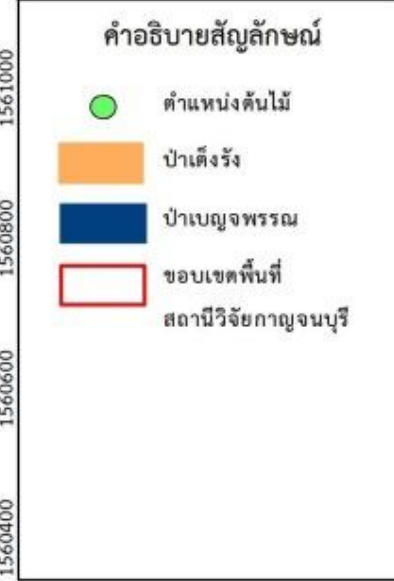 คำอธิบายสัญลักษณ์
ตำแหน่งต้นไม้
ป่าเต็งรัง
ป่าเบญจพรรณ
ขอบเขตพื้นที่
สถานีวิจัยกาญจนบุรี
1561000
1560800
1560600
1560400